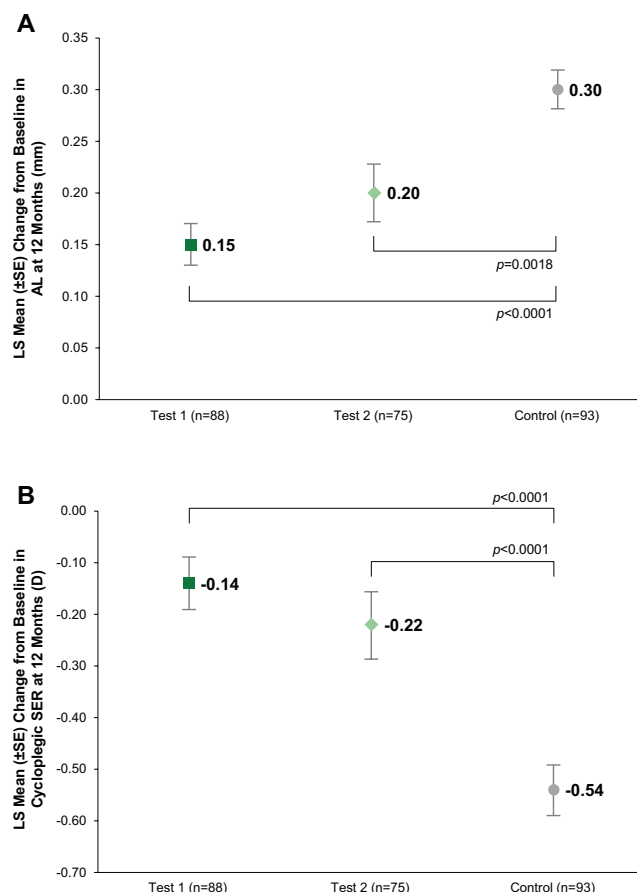 A
LS Mean (±SE) Change from Baseline in
AL at 12 Months (mm)
0.35
0.30
0.25
0.20
0.15
0.10
0.05
0.00
0.15
0.20
0.30
p=0.0018
p<0.0001
Test 1 (n=88)
Test 2 (n=75)
Control (n=93)
B
LS Mean (±SE) Change from Baseline in
Cycloplegic SER at 12 Months (D)
0.00
-0.10
-0.20
-0.30
-0.40
-0.50
-0.60
-0.70
p<0.0001
p<0.0001
-0.14
-0.22
-0.54
Test 1 (n=88)
Test 2 (n=75)
Control (n=93)